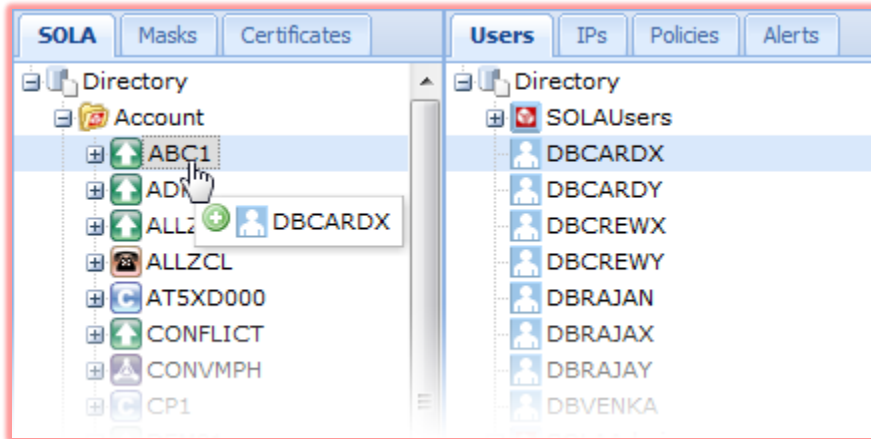 SOLA Masks Certificates
Directory
Account
ABC1
ALLZCL
AT5XD000
CONFLICT
CONVMPH
CP1
Users IPs Policies Alerts
Directory
SOLAUsers
DBCARDX
DBCARDY
DBCREWX
DBCREWY
DBRAJAN
DBRAJAX
DBRAJAY
DBVENKA
DBCARDX